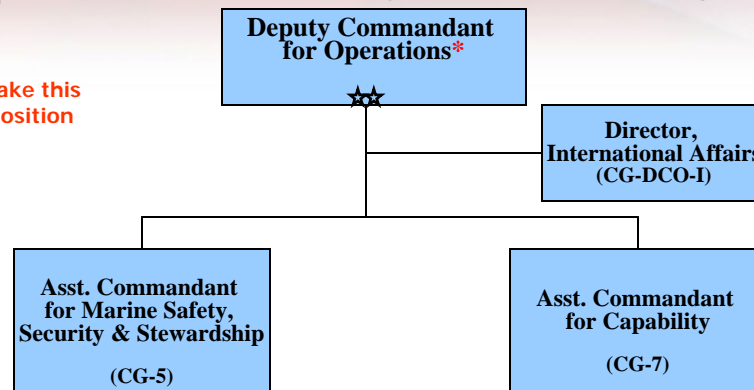 Deputy Commandant
for Operations*
ake this
osition
Director,
International Affairs
(CG-DCO-I)
Asst. Commandant
for Marine Safety,
Security & Stewardship
(CG-5)
Asst. Commandant
for Capability
(CG-7)